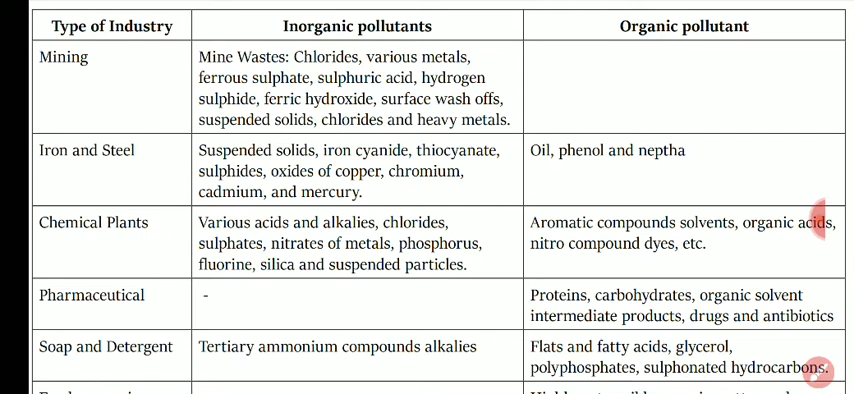 Type of Industry
Inorganic pollutants
Organic pollutant
Mining
Mine Wastes: Chlorides, various metals,
ferrous sulphate, sulphuric acid, hydrogen
sulphide, ferric hydroxide, surface wash offs,
suspended solids, chlorides and heavy metals.
Iron and Steel
Suspended solids, iron cyanide, thiocyanate,
sulphides, oxides of copper, chromium,
cadmium, and mercury.
Oil, phenol and neptha
Chemical Plants
Various acids and alkalies, chlorides,
sulphates, nitrates of metals, phosphorus,
fluorine, silica and suspended particles.
Aromatic compounds solvents, organic acids,
nitro compound dyes, etc.
Pharmaceutical
-
Proteins, carbohydrates, organic solvent
intermediate products, drugs and antibiotics
Soap and Detergent
Tertiary ammonium compounds alkalies
Flats and fatty acids, glycerol,
polyphosphates, sulphonated hydrocarbons.